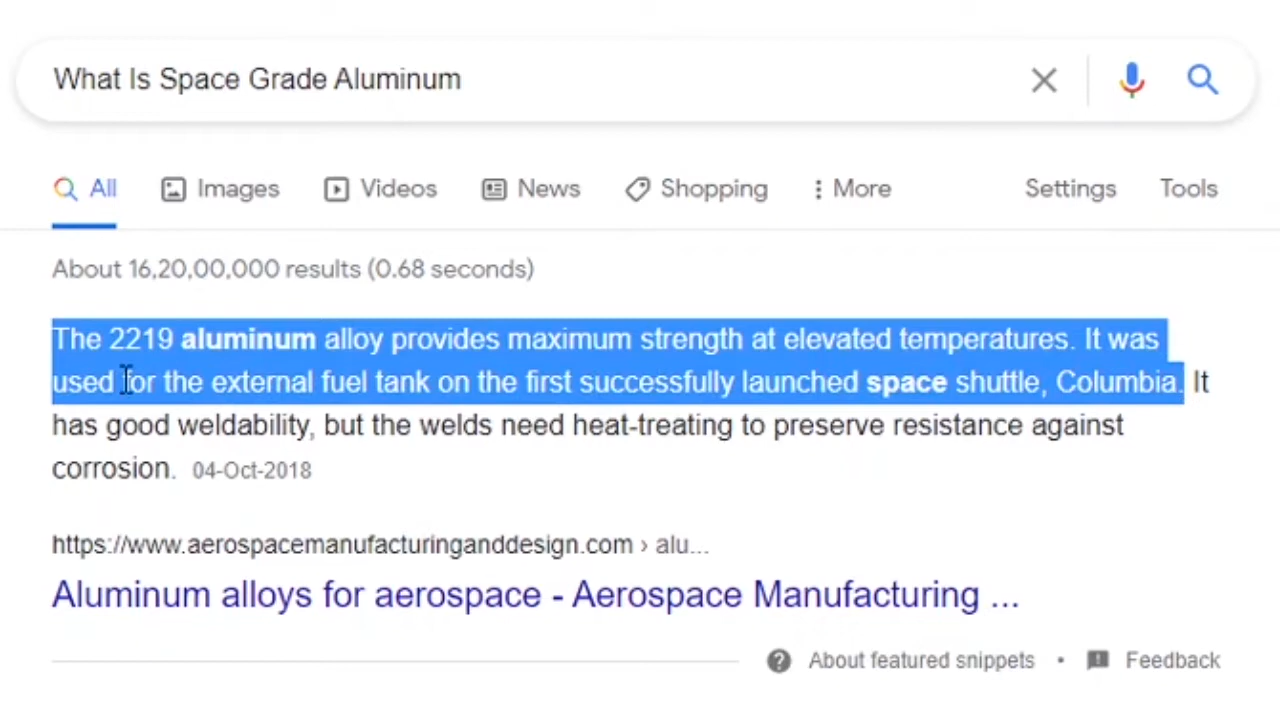 What Is Space Grade Aluminum
All Images Videos News Shopping More Settings Tools
About 16,20,00,000 results (0.68 seconds)
The 2219 aluminum alloy provides maximum strength at elevated temperatures. It was
used for the external fuel tank on the first successfully launched space shuttle, Columbia. It
has good weldability, but the welds need heat-treating to preserve resistance against
corrosion. 04-Oct-2018
https://www.aerospacemanufacturinganddesign.com › alu...
Aluminum alloys for aerospace - Aerospace Manufacturing ...
About featured snippets • Feedback